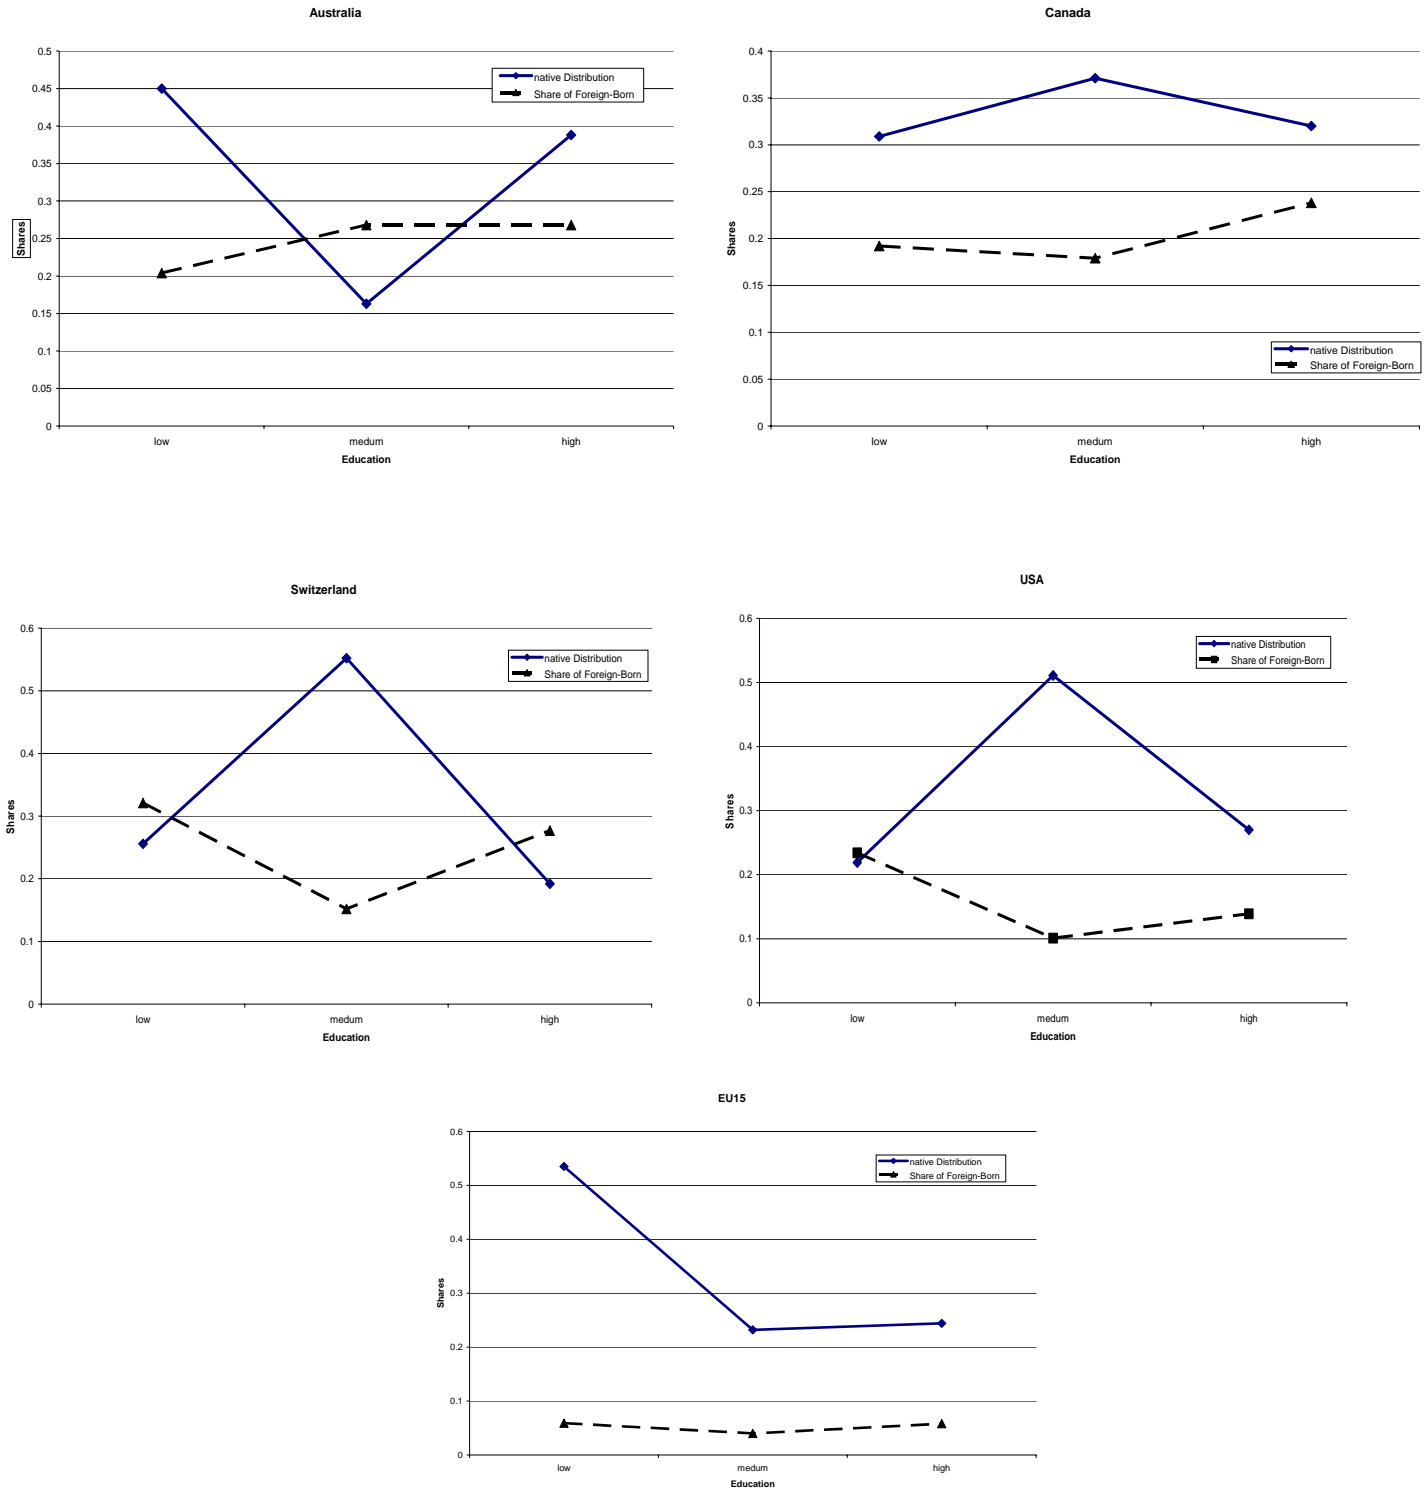 Australia
0.5
0.45
0.4
0.35
0.3
0.25
0.2
0.15
0.1
0.05
0
Shares
native Distribution
Share of Foreign-Born
low
medum
high
Education
Canada
0.4
0.35
0.3
0.25
0.2
0.15
0.1
0.05
0
Shares
native Distribution
Share of Foreign-Born
low
medum
high
Education
Switzerland
0.6
0.5
0.4
0.3
0.2
0.1
0
Shares
native Distribution
Share of Foreign-Born
low
medum
high
Education
USA
0.6
0.5
0.4
0.3
0.2
0.1
0
Shares
native Distribution
Share of Foreign-Born
low
medum
high
Education
EU15
0.6
0.5
0.4
0.3
0.2
0.1
0
Shares
native Distribution
Share of Foreign-Born
low
medum
high
Education